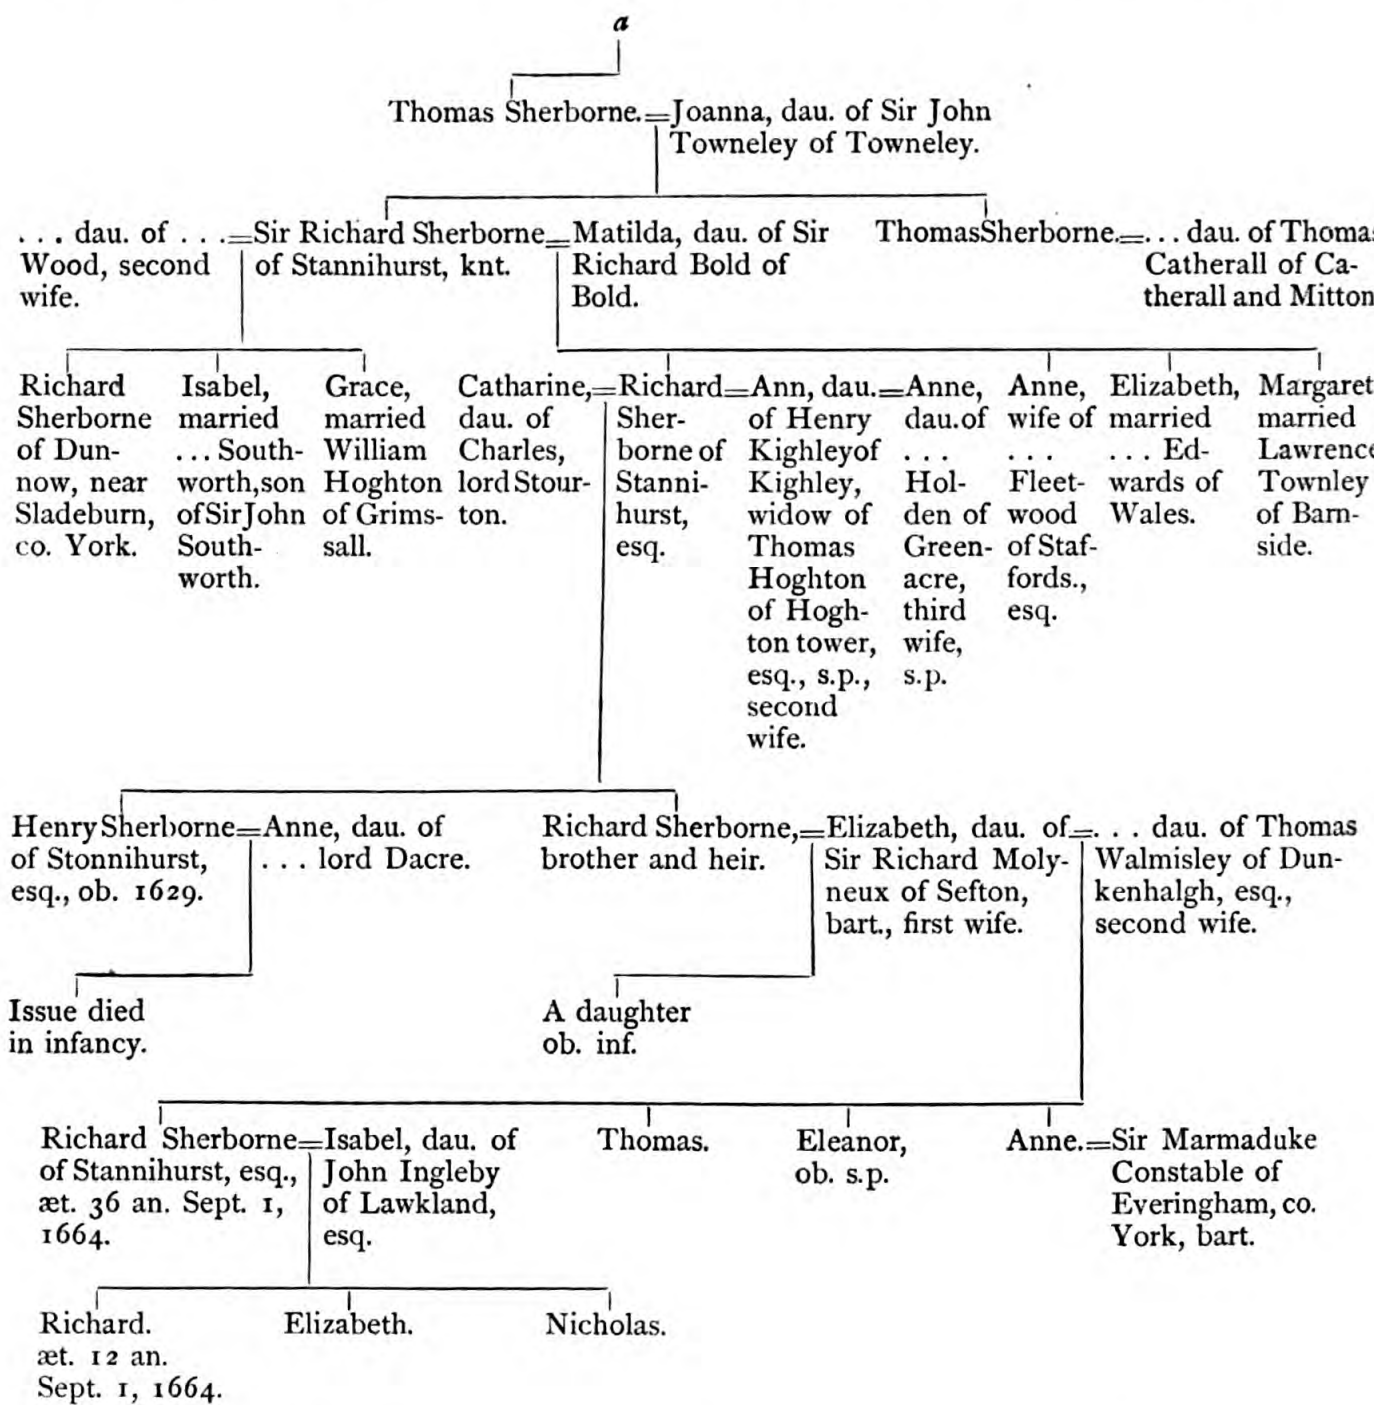 a
Thomas Sherborne.=Joanna, dau. of Sir John
Towneley of Towneley.
. . . dau. of . . .=Sir Richard Sherborne=Matilda, dau. of Sir
Wood, second of Stannihurst, knt. Richard Bold of
wife. Bold.
ThomasSherborne.=... dau. of Thomas
Catherall of Ca-
therall and Mitton
Richard
Sherborne
of Dun-
now, near
Sladeburn,
co. York.
Isabel,
married
... South-
worth,son
of Sir John
South-
worth.
Grace,
married
William
Hoghton
of Grims-
sall.
Catharine,=
dau. of
Charles,
lord Stour-
ton.
Richard=
Sher-
borne of
Stanni-
hurst,
esq.
Ann, dau.=
of Henry
Kighley of
Kighley,
widow of
Thomas
Hoghton
of Hogh-
ton tower,
esq., s.p.,
second
wife.
Anne,
dau. of
. . .
Hol-
den of
Green-
acre,
third
wife,
s.p.
Anne,
wife of
. . .
Fleet-
wood
of Staf-
fords.,
esq.
Elizabeth,
married
... Ed-
wards of
Wales.
Margaret
married
Lawrence
Townley
of Barn-
side.
Henry Sherborne=Anne, dau. of
of Stonnihurst, . . . lord Dacre.
esq., ob. 1629.
Richard Sherborne,=Elizabeth, dau. of=. . . dau. of Thomas
brother and heir. Sir Richard Moly- Walmisley of Dun-
neux of Sefton, kenhalgh, esq.,
bart., first wife. second wife.
Issue died
in infancy.
A daughter
ob. inf.
Richard Sherborne=Isabel, dau. of
of Stannihurst, esq., John Ingleby
æt. 36 an. Sept. 1, of Lawkland,
1664. esq.
Thomas.
Eleanor,
ob. s.p.
Anne.=Sir Marmaduke
Constable of
Everingham, co.
York, bart.
Richard.
æt. 12 an.
Sept. 1, 1664.
Elizabeth.
Nicholas.